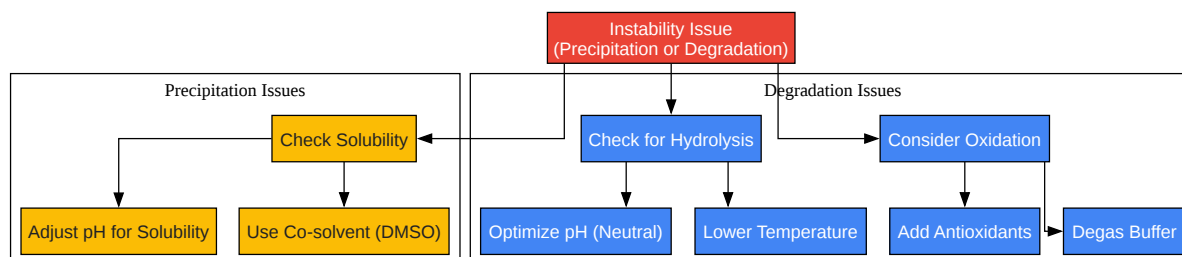 Instability Issue
(Precipitation or Degradation)
Precipitation Issues
Degradation Issues
Check Solubility
Check for Hydrolysis
Consider Oxidation
Adjust pH for Solubility
Use Co-solvent (DMSO)
Optimize pH (Neutral)
Lower Temperature
Add Antioxidants
Degas Buffer